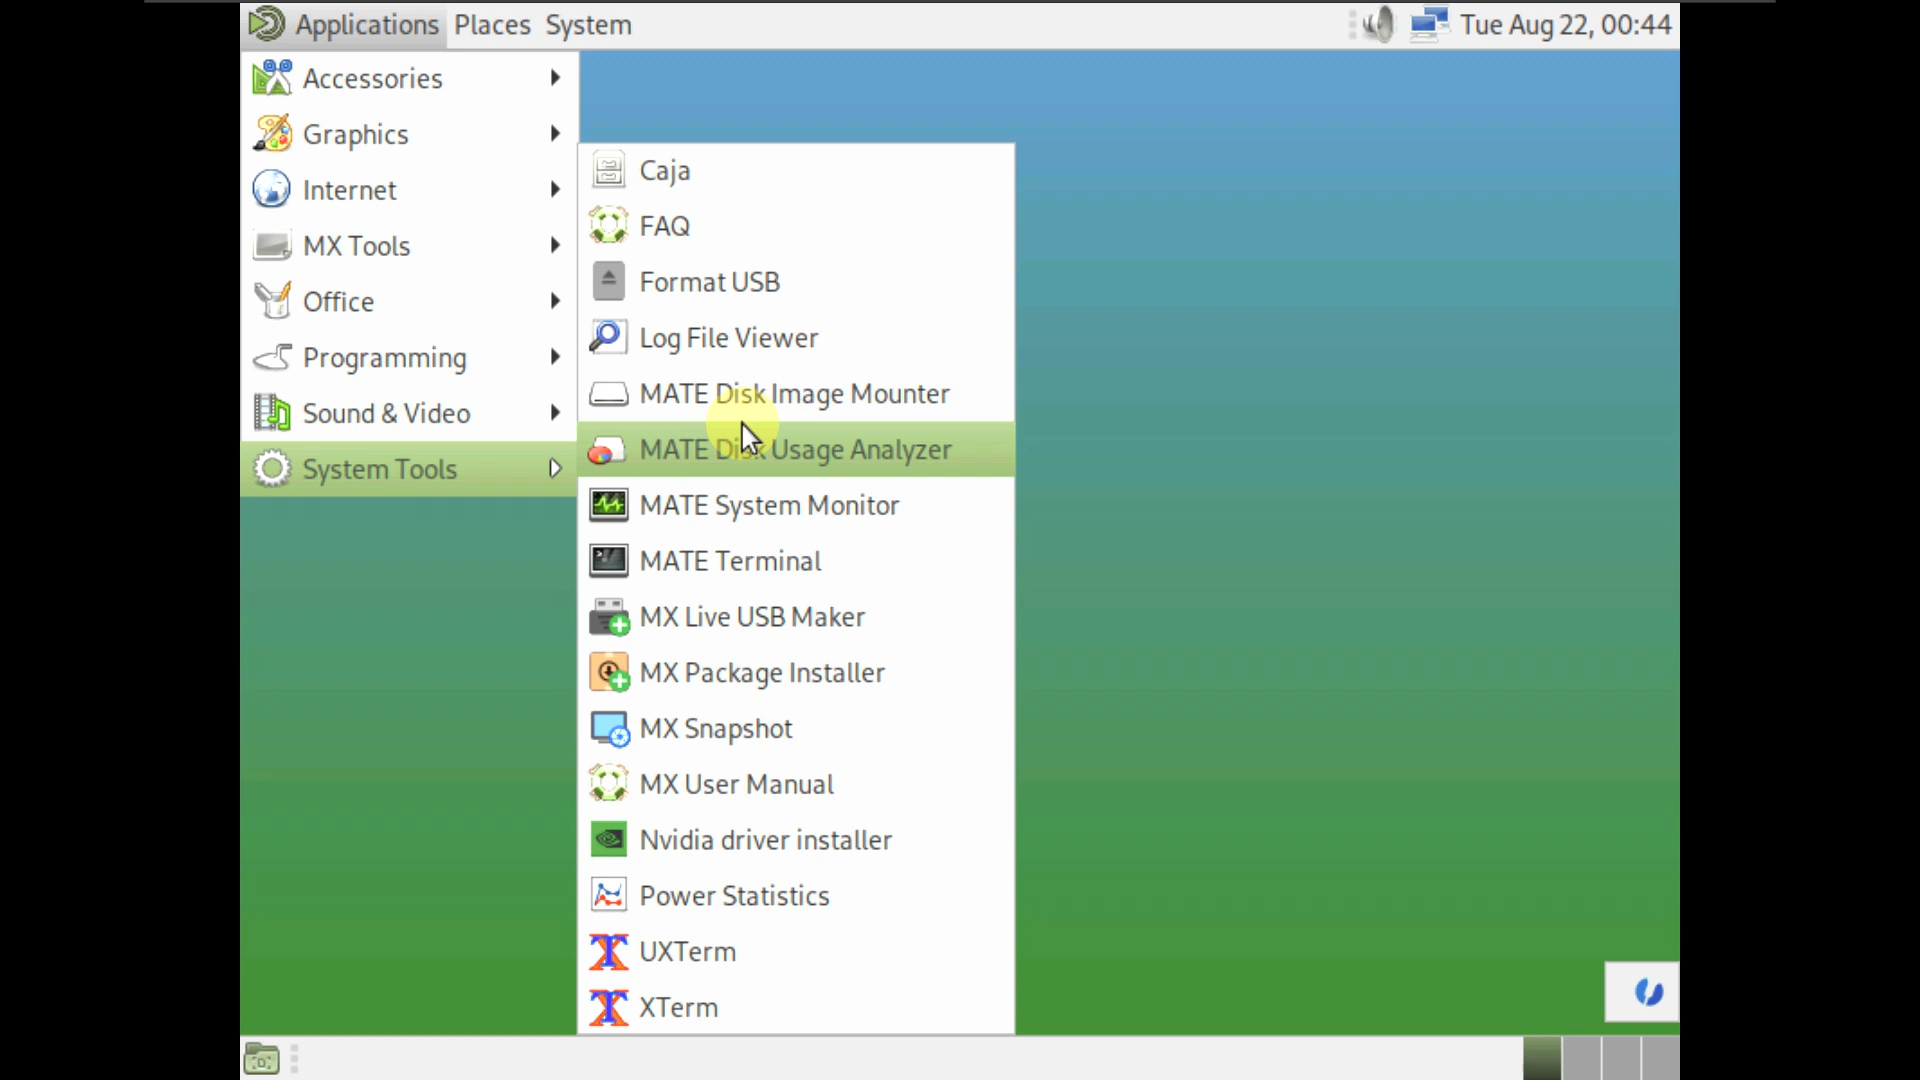 Applications Places System
Tue Aug 22, 00:44
Accessories
Graphics
Internet
MX Tools
Office
Programming
Sound & Video
System Tools
Caja
FAQ
Format USB
Log File Viewer
MATE Disk Image Mounter
MATE Disk Usage Analyzer
MATE System Monitor
MATE Terminal
MX Live USB Maker
MX Package Installer
MX Snapshot
MX User Manual
Nvidia driver installer
Power Statistics
UXTerm
XTerm